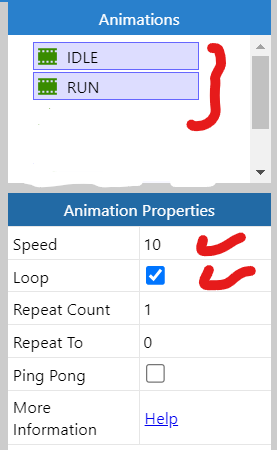 Animations
IDLE
RUN
Animation Properties
Speed 10
Loop
Repeat Count 1
Repeat To 0
Ping Pong
More
Information Help